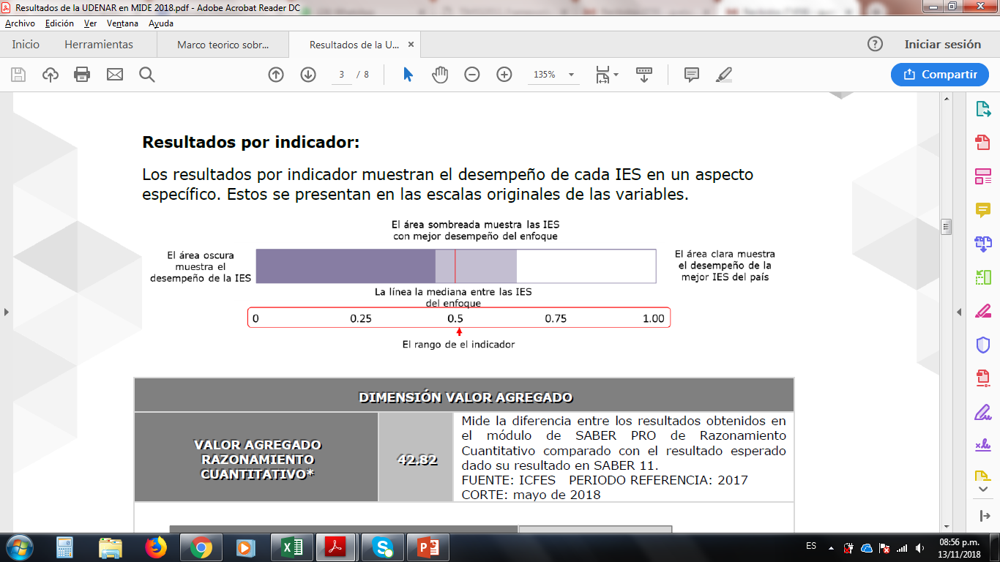 Resultados de la UDENAR en MIDE 2018.pdf - Adobe Acrobat Reader DC
Archivo Edición Ver Ventana Ayuda
Inicio Herramientas Marco teorico sobr... Resultados de la U... × Iniciar sesión
3 / 8 135% Compartir
Resultados por indicador:
Los resultados por indicador muestran el desempeño de cada IES en un aspecto
específico. Estos se presentan en las escalas originales de las variables.
El área sombreada muestra las IES
con mejor desempeño del enfoque
El área oscura
muestra el
desempeño de la IES
El área clara muestra
el desempeño de la
mejor IES del país
La línea la mediana entre las IES
del enfoque
0 0.25 0.5 0.75 1.00
El rango de el indicador
DIMENSIÓN VALOR AGREGADO
VALOR AGREGADO
RAZONAMIENTO
CUANTITATIVO*
42.82
Mide la diferencia entre los resultados obtenidos en
el módulo de SABER PRO de Razonamiento
Cuantitativo comparado con el resultado esperado
dado su resultado en SABER 11.
FUENTE: ICFES PERIODO REFERENCIA: 2017
CORTE: mayo de 2018
ES 08:56 p.m.
13/11/2018